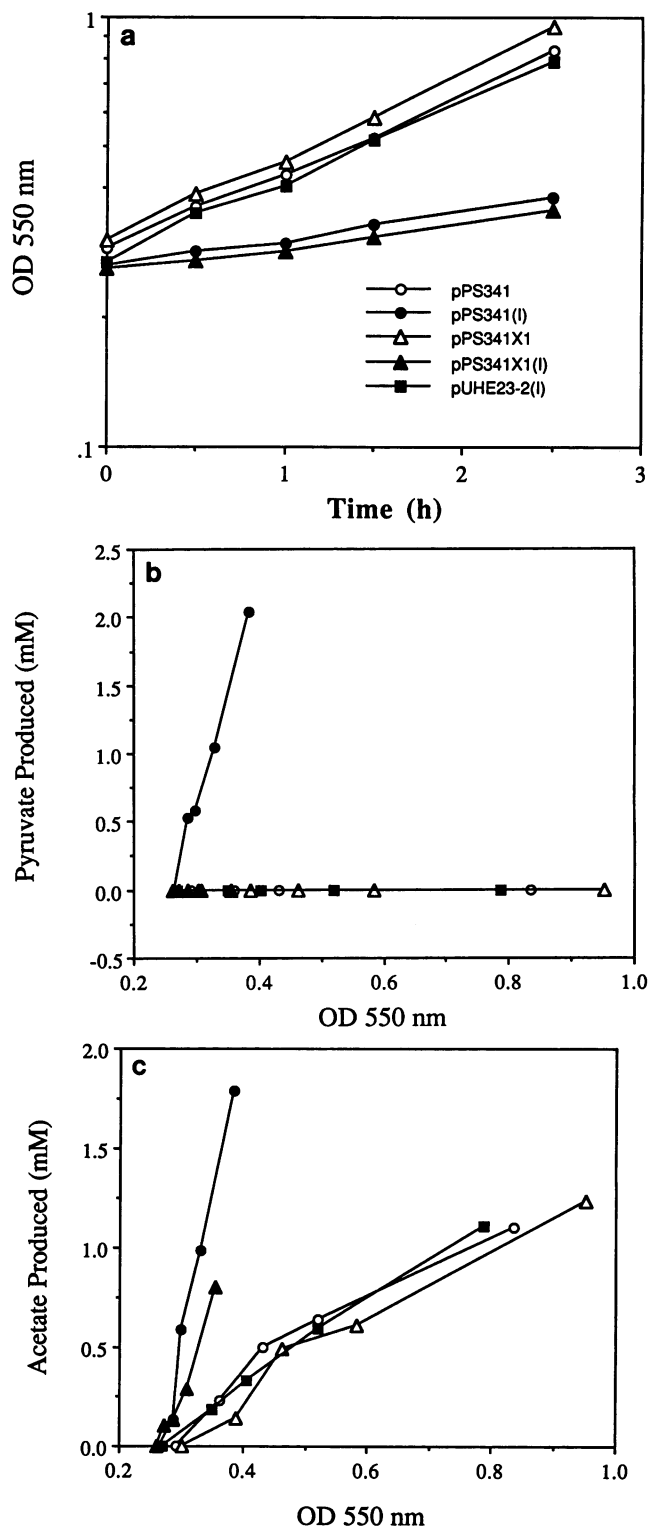 a
1
OD 550 nm
pPS341
pPS341(I)
pPS341X1
pPS341X1(I)
pUHE23-2(I)
.1
0 1 2 3
Time (h)
b
2.5
2.0
1.5
1.0
0.5
0.0
-0.5
Pyruvate Produced (mM)
0.2 0.4 0.6 0.8 1.0
OD 550 nm
c
2.0
1.5
1.0
0.5
0.0
Acetate Produced (mM)
0.2 0.4 0.6 0.8 1.0
OD 550 nm